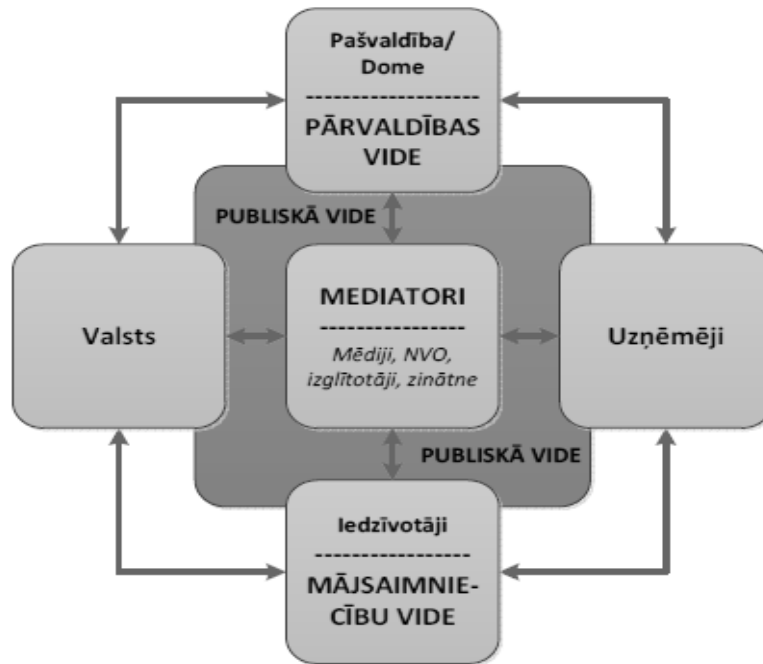 Pašvaldība/
Dome
--------------------
PĀRVALDĪBAS
VIDE
PUBLISKĀ VIDE
Valsts
MEDIATORI
-----------------
Mēdiji, NVO,
izglītotāji, zinātne
Uzņēmēji
PUBLISKĀ VIDE
Iedzīvotāji
-----------------
MĀJSAIMNIE-
CĪBU VIDE